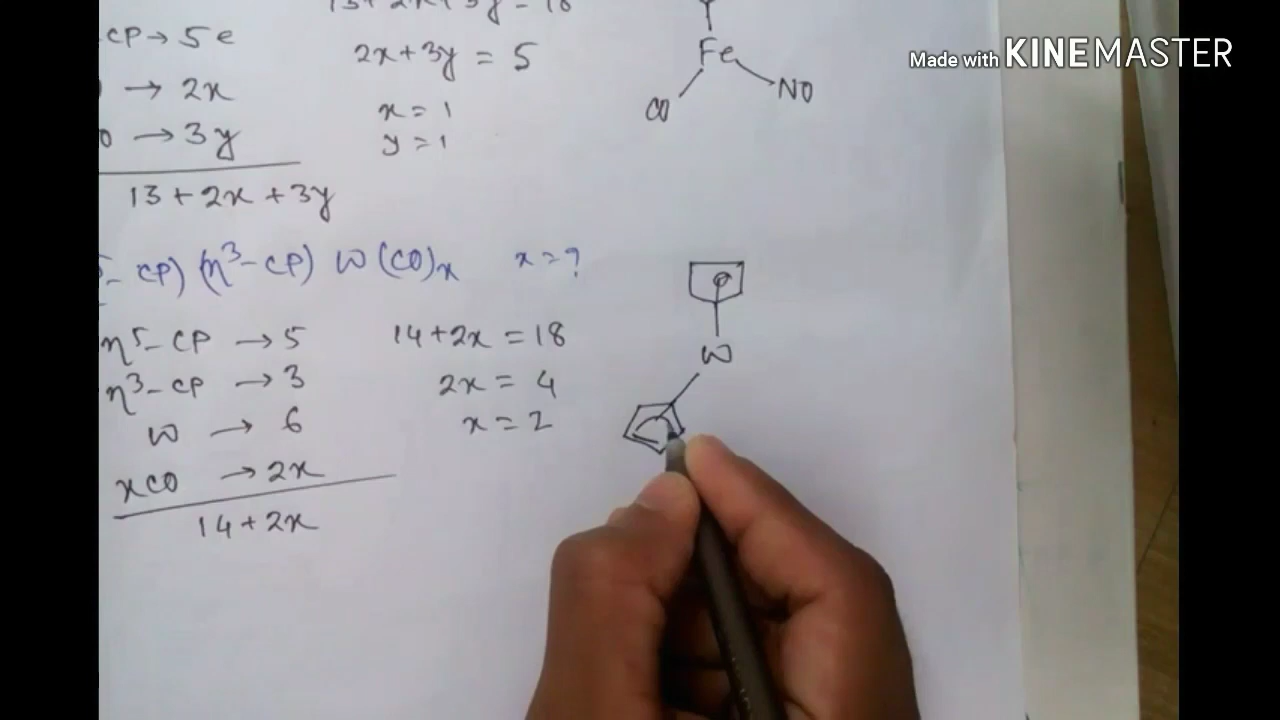 13+2x+3y = 18
CP → 5e
→ 2x
→ 3y
13 + 2x + 3y
2x+3y = 5
x = 1
y = 1
Fe
CO
NO
Made with KINEMASTER
- CP) (η³- CP) W (CO)x x = ?
η⁵- CP → 5
η³- CP → 3
W → 6
xCO → 2x
14 + 2x
14 + 2x = 18
2x = 4
x = 2
W